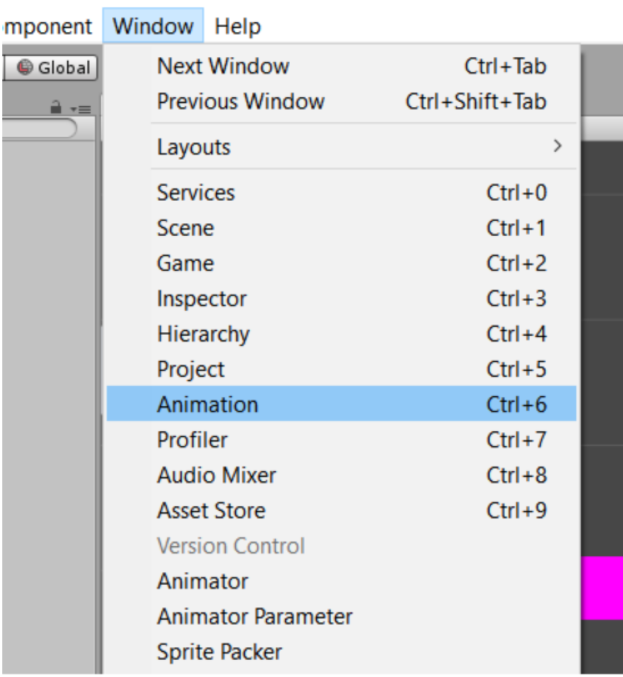 mponent Window Help
Global
Next Window Ctrl+Tab
Previous Window Ctrl+Shift+Tab
Layouts
Services Ctrl+0
Scene Ctrl+1
Game Ctrl+2
Inspector Ctrl+3
Hierarchy Ctrl+4
Project Ctrl+5
Animation Ctrl+6
Profiler Ctrl+7
Audio Mixer Ctrl+8
Asset Store Ctrl+9
Version Control
Animator
Animator Parameter
Sprite Packer